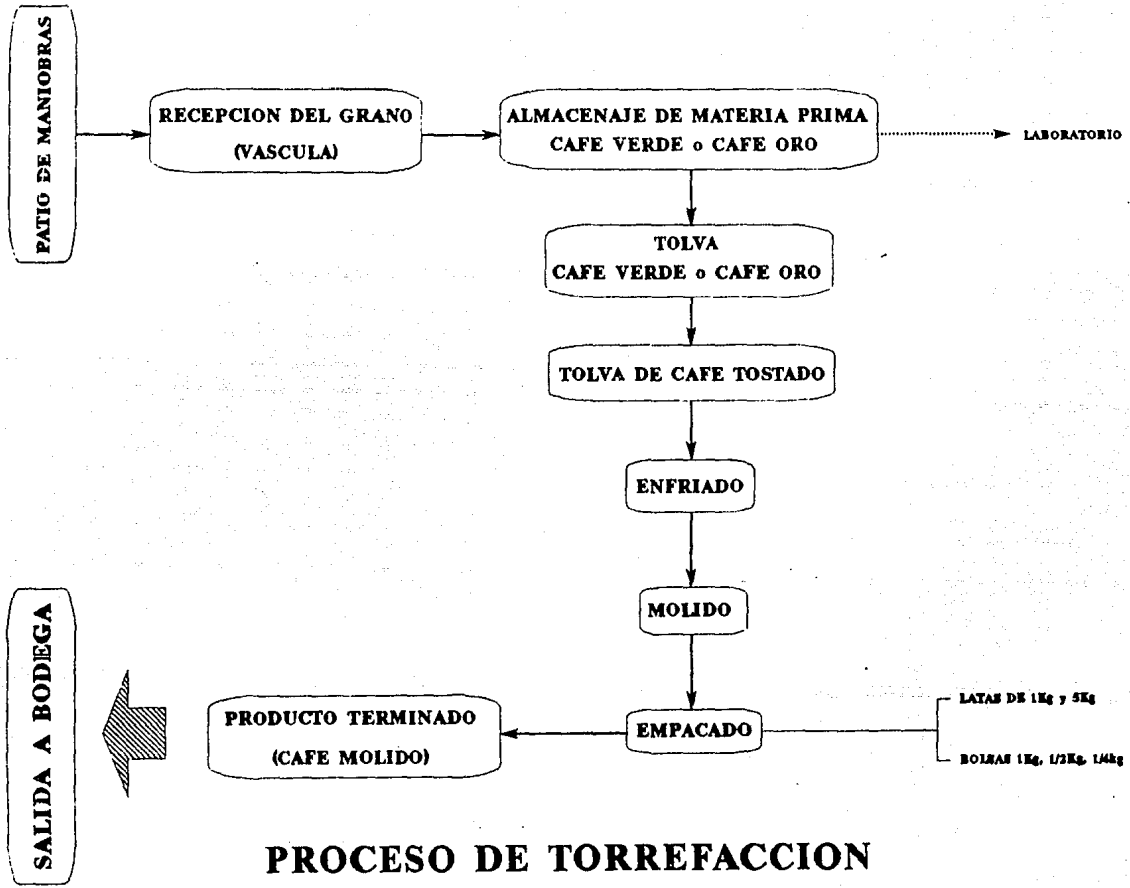 PATIO DE MANIOBRAS
RECEPCION DEL GRANO
(VASCULA)
ALMACENAJE DE MATERIA PRIMA
CAFE VERDE o CAFE ORO
LABORATORIO
TOLVA
CAFE VERDE o CAFE ORO
TOLVA DE CAFE TOSTADO
ENFRIADO
MOLIDO
EMPACADO
LATAS DE 1Kg y 5Kg
BOLSAS 1Kg, 1/2Kg, 1/4kg
PRODUCTO TERMINADO
(CAFE MOLIDO)
SALIDA A BODEGA
PROCESO DE TORREFACCION